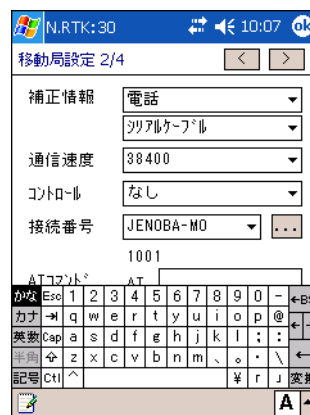 N.RTK:30 10:07 ok
移動局設定 2/4 < >
補正情報 電話
ｼﾘｱﾙｹｰﾌﾞﾙ
通信速度 38400
ｺﾝﾄﾛｰﾙ なし
接続番号 JENOBA-MO ...
1001
ATｺﾏﾝﾄﾞ AT
かな Esc 1 2 3 4 5 6 7 8 9 0 - ←BS
カナ →| q w e r t y u i o p @
英数 Cap a s d f g h j k l ; :
半角 z x c v b n m 、 。 ・ \ ←
記号 Ctl ^ ¥ ｢ ｣ 変換
A